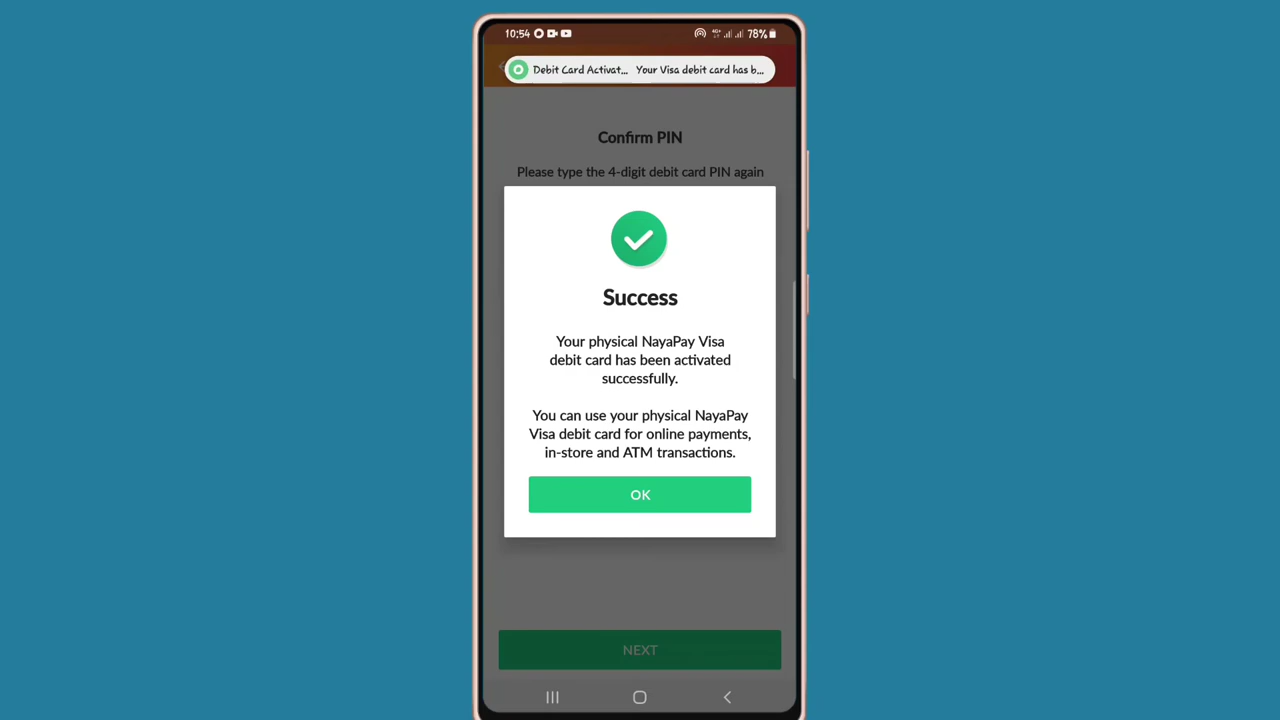 10:54 4G+ 78%
Debit Card Activat... Your Visa debit card has b...
Confirm PIN
Please type the 4-digit debit card PIN again
Success
Your physical NayaPay Visa
debit card has been activated
successfully.
You can use your physical NayaPay
Visa debit card for online payments,
in-store and ATM transactions.
OK
NEXT